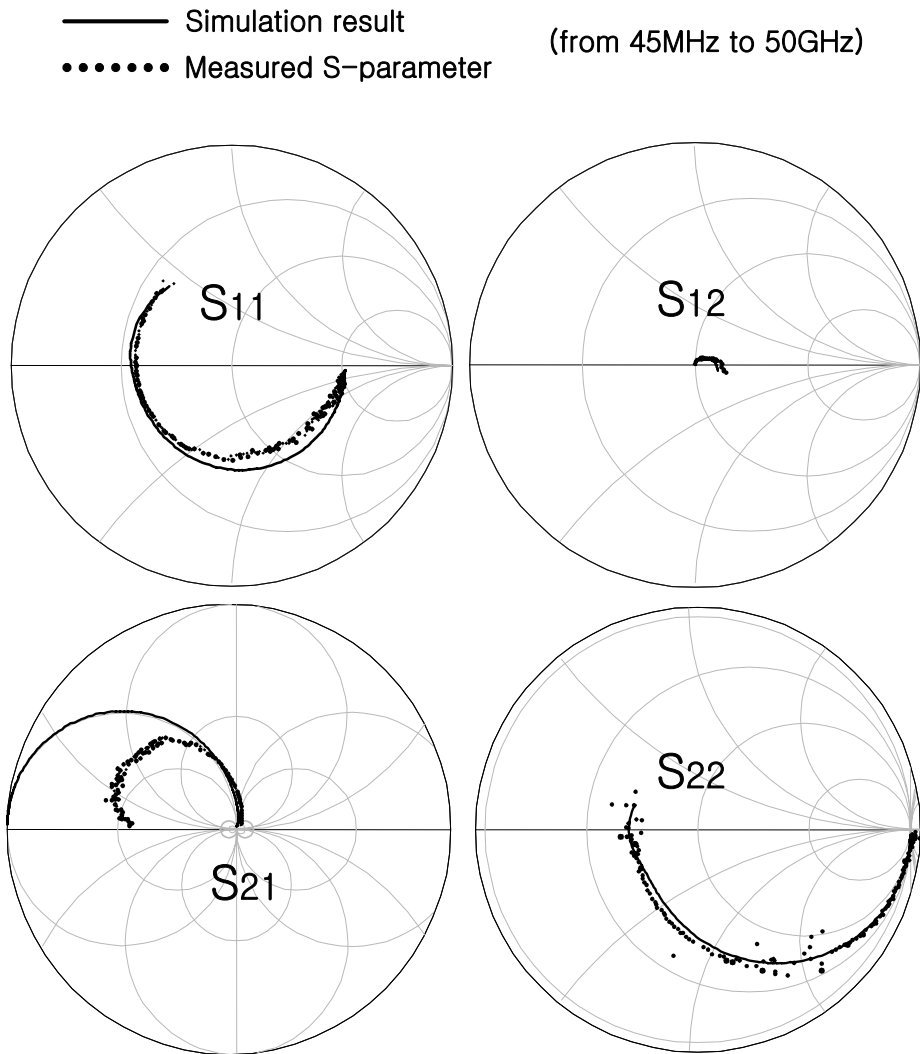 Simulation result
(from 45MHz to 50GHz)
Measured S-parameter
S11
S12
S21
S22